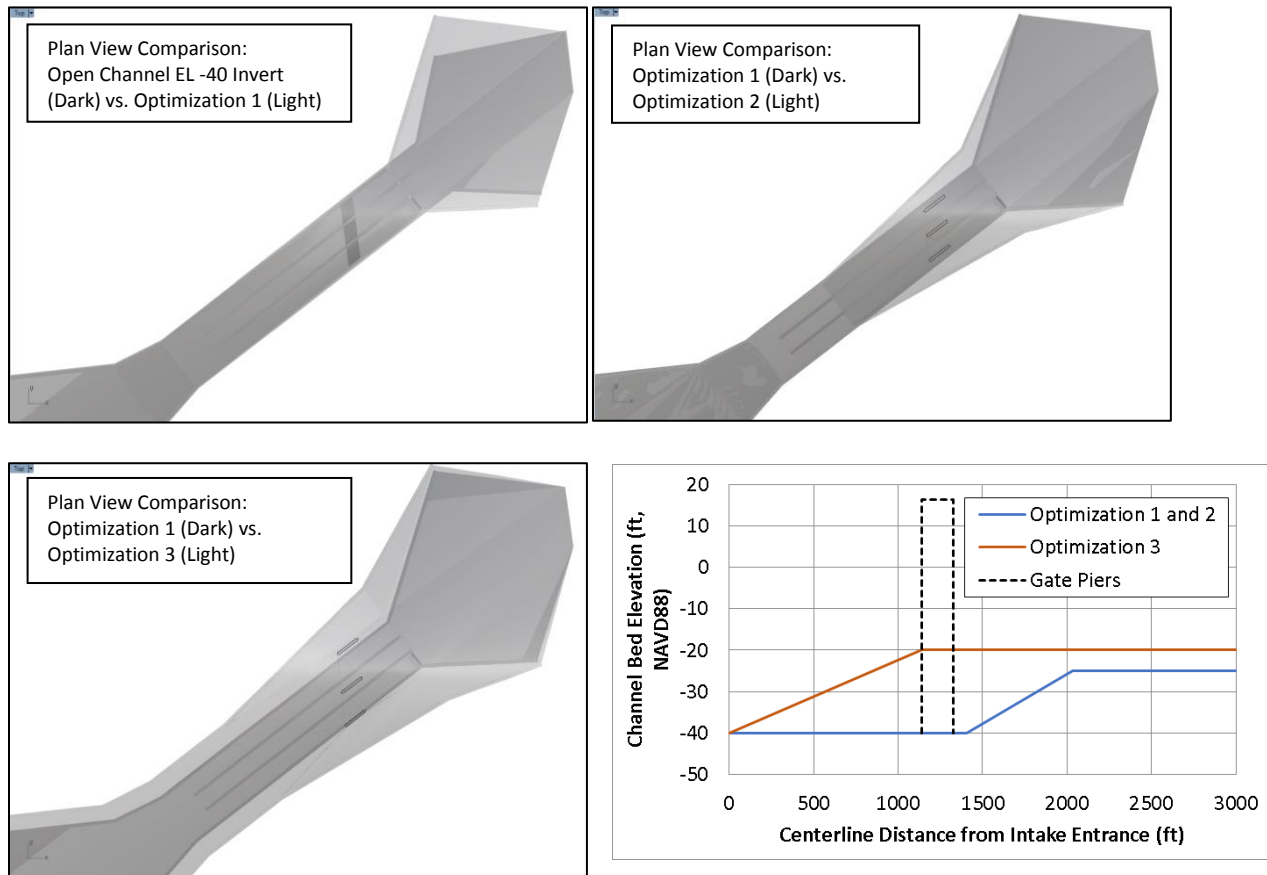 Top
Plan View Comparison:
Open Channel EL -40 Invert
(Dark) vs. Optimization 1 (Light)
y
x
Top
Plan View Comparison:
Optimization 1 (Dark) vs.
Optimization 2 (Light)
y
x
Top
Plan View Comparison:
Optimization 1 (Dark) vs.
Optimization 3 (Light)
y
x
Channel Bed Elevation (ft,
NAVD88)
20
10
0
-10
-20
-30
-40
-50
Optimization 1 and 2
Optimization 3
Gate Piers
0 500 1000 1500 2000 2500 3000
Centerline Distance from Intake Entrance (ft)